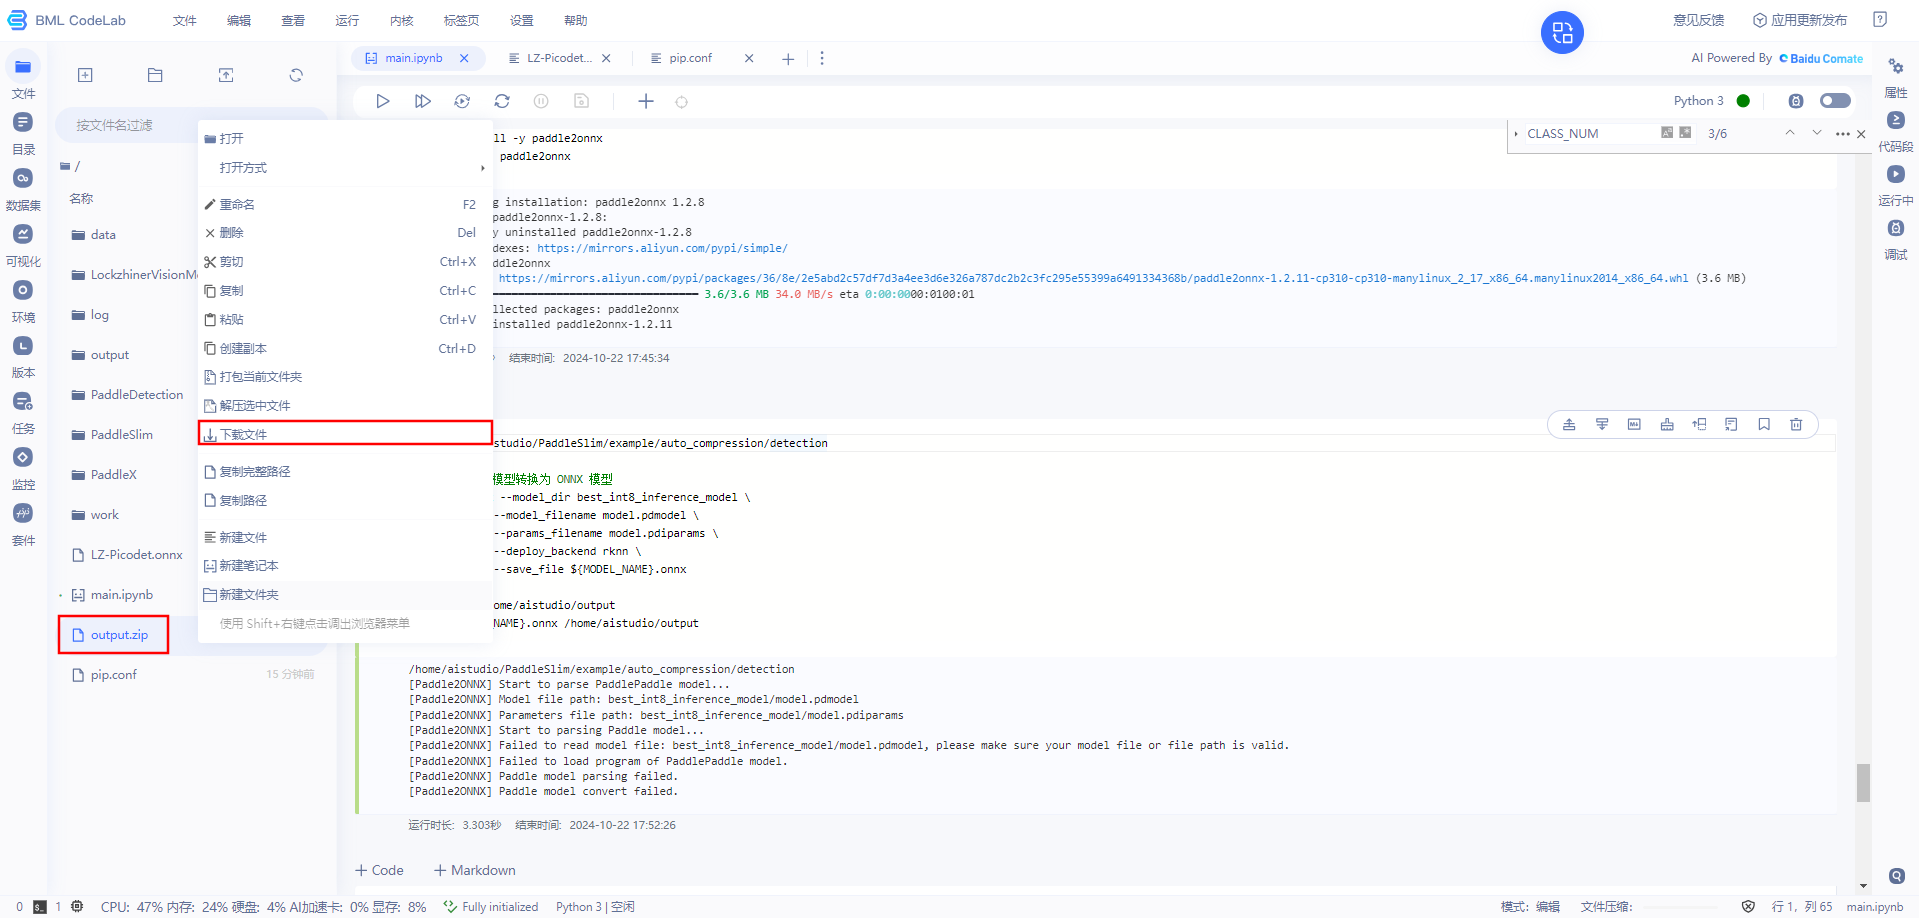 BML CodeLab
文件 编辑 查看 运行 内核 标签页 设置 帮助
意见反馈 应用更新发布
main.ipynb
LZ-Picodet...
pip.conf
AI Powered By Baidu Comate
文件
目录
数据集
可视化
环境
版本
任务
监控
套件
按文件名过滤
/
名称
data
LockzhinerVisionMo
log
output
PaddleDetection
PaddleSlim
PaddleX
work
LZ-Picodet.onnx
main.ipynb
output.zip
pip.conf 15 分钟前
打开
打开方式
重命名 F2
删除 Del
剪切 Ctrl+X
复制 Ctrl+C
粘贴 Ctrl+V
创建副本 Ctrl+D
打包当前文件夹
解压选中文件
下载文件
复制完整路径
复制路径
新建文件
新建笔记本
新建文件夹
使用 Shift+右键点击调出浏览器菜单
Python 3
CLASS_NUM 3/6
ll -y paddle2onnx
paddle2onnx
g installation: paddle2onnx 1.2.8
paddle2onnx-1.2.8:
y uninstalled paddle2onnx-1.2.8
dexes: https://mirrors.aliyun.com/pypi/simple/
ddle2onnx
https://mirrors.aliyun.com/pypi/packages/36/8e/2e5abd2c57df7d3a4ee3d6e326a787dc2b2c3fc295e55399a6491334368b/paddle2onnx-1.2.11-cp310-cp310-manylinux_2_17_x86_64.manylinux2014_x86_64.whl (3.6 MB)
3.6/3.6 MB 34.0 MB/s eta 0:00:0000:0100:01
llected packages: paddle2onnx
installed paddle2onnx-1.2.11
结束时间: 2024-10-22 17:45:34
studio/PaddleSlim/example/auto_compression/detection
模型转换为 ONNX 模型
--model_dir best_int8_inference_model \
--model_filename model.pdmodel \
--params_filename model.pdiparams \
--deploy_backend rknn \
--save_file ${MODEL_NAME}.onnx
ome/aistudio/output
NAME}.onnx /home/aistudio/output
/home/aistudio/PaddleSlim/example/auto_compression/detection
[Paddle2ONNX] Start to parse PaddlePaddle model...
[Paddle2ONNX] Model file path: best_int8_inference_model/model.pdmodel
[Paddle2ONNX] Parameters file path: best_int8_inference_model/model.pdiparams
[Paddle2ONNX] Start to parsing Paddle model...
[Paddle2ONNX] Failed to read model file: best_int8_inference_model/model.pdmodel, please make sure your model file or file path is valid.
[Paddle2ONNX] Failed to load program of PaddlePaddle model.
[Paddle2ONNX] Paddle model parsing failed.
[Paddle2ONNX] Paddle model convert failed.
运行时长: 3.303秒 结束时间: 2024-10-22 17:52:26
+ Code + Markdown
属性
代码段
运行中
调试
0 1 CPU: 47% 内存: 24% 硬盘: 4% AI加速卡: 0% 显存: 8% Fully initialized Python 3 | 空闲
模式: 编辑 文件压缩: 行 1, 列 65 main.ipynb